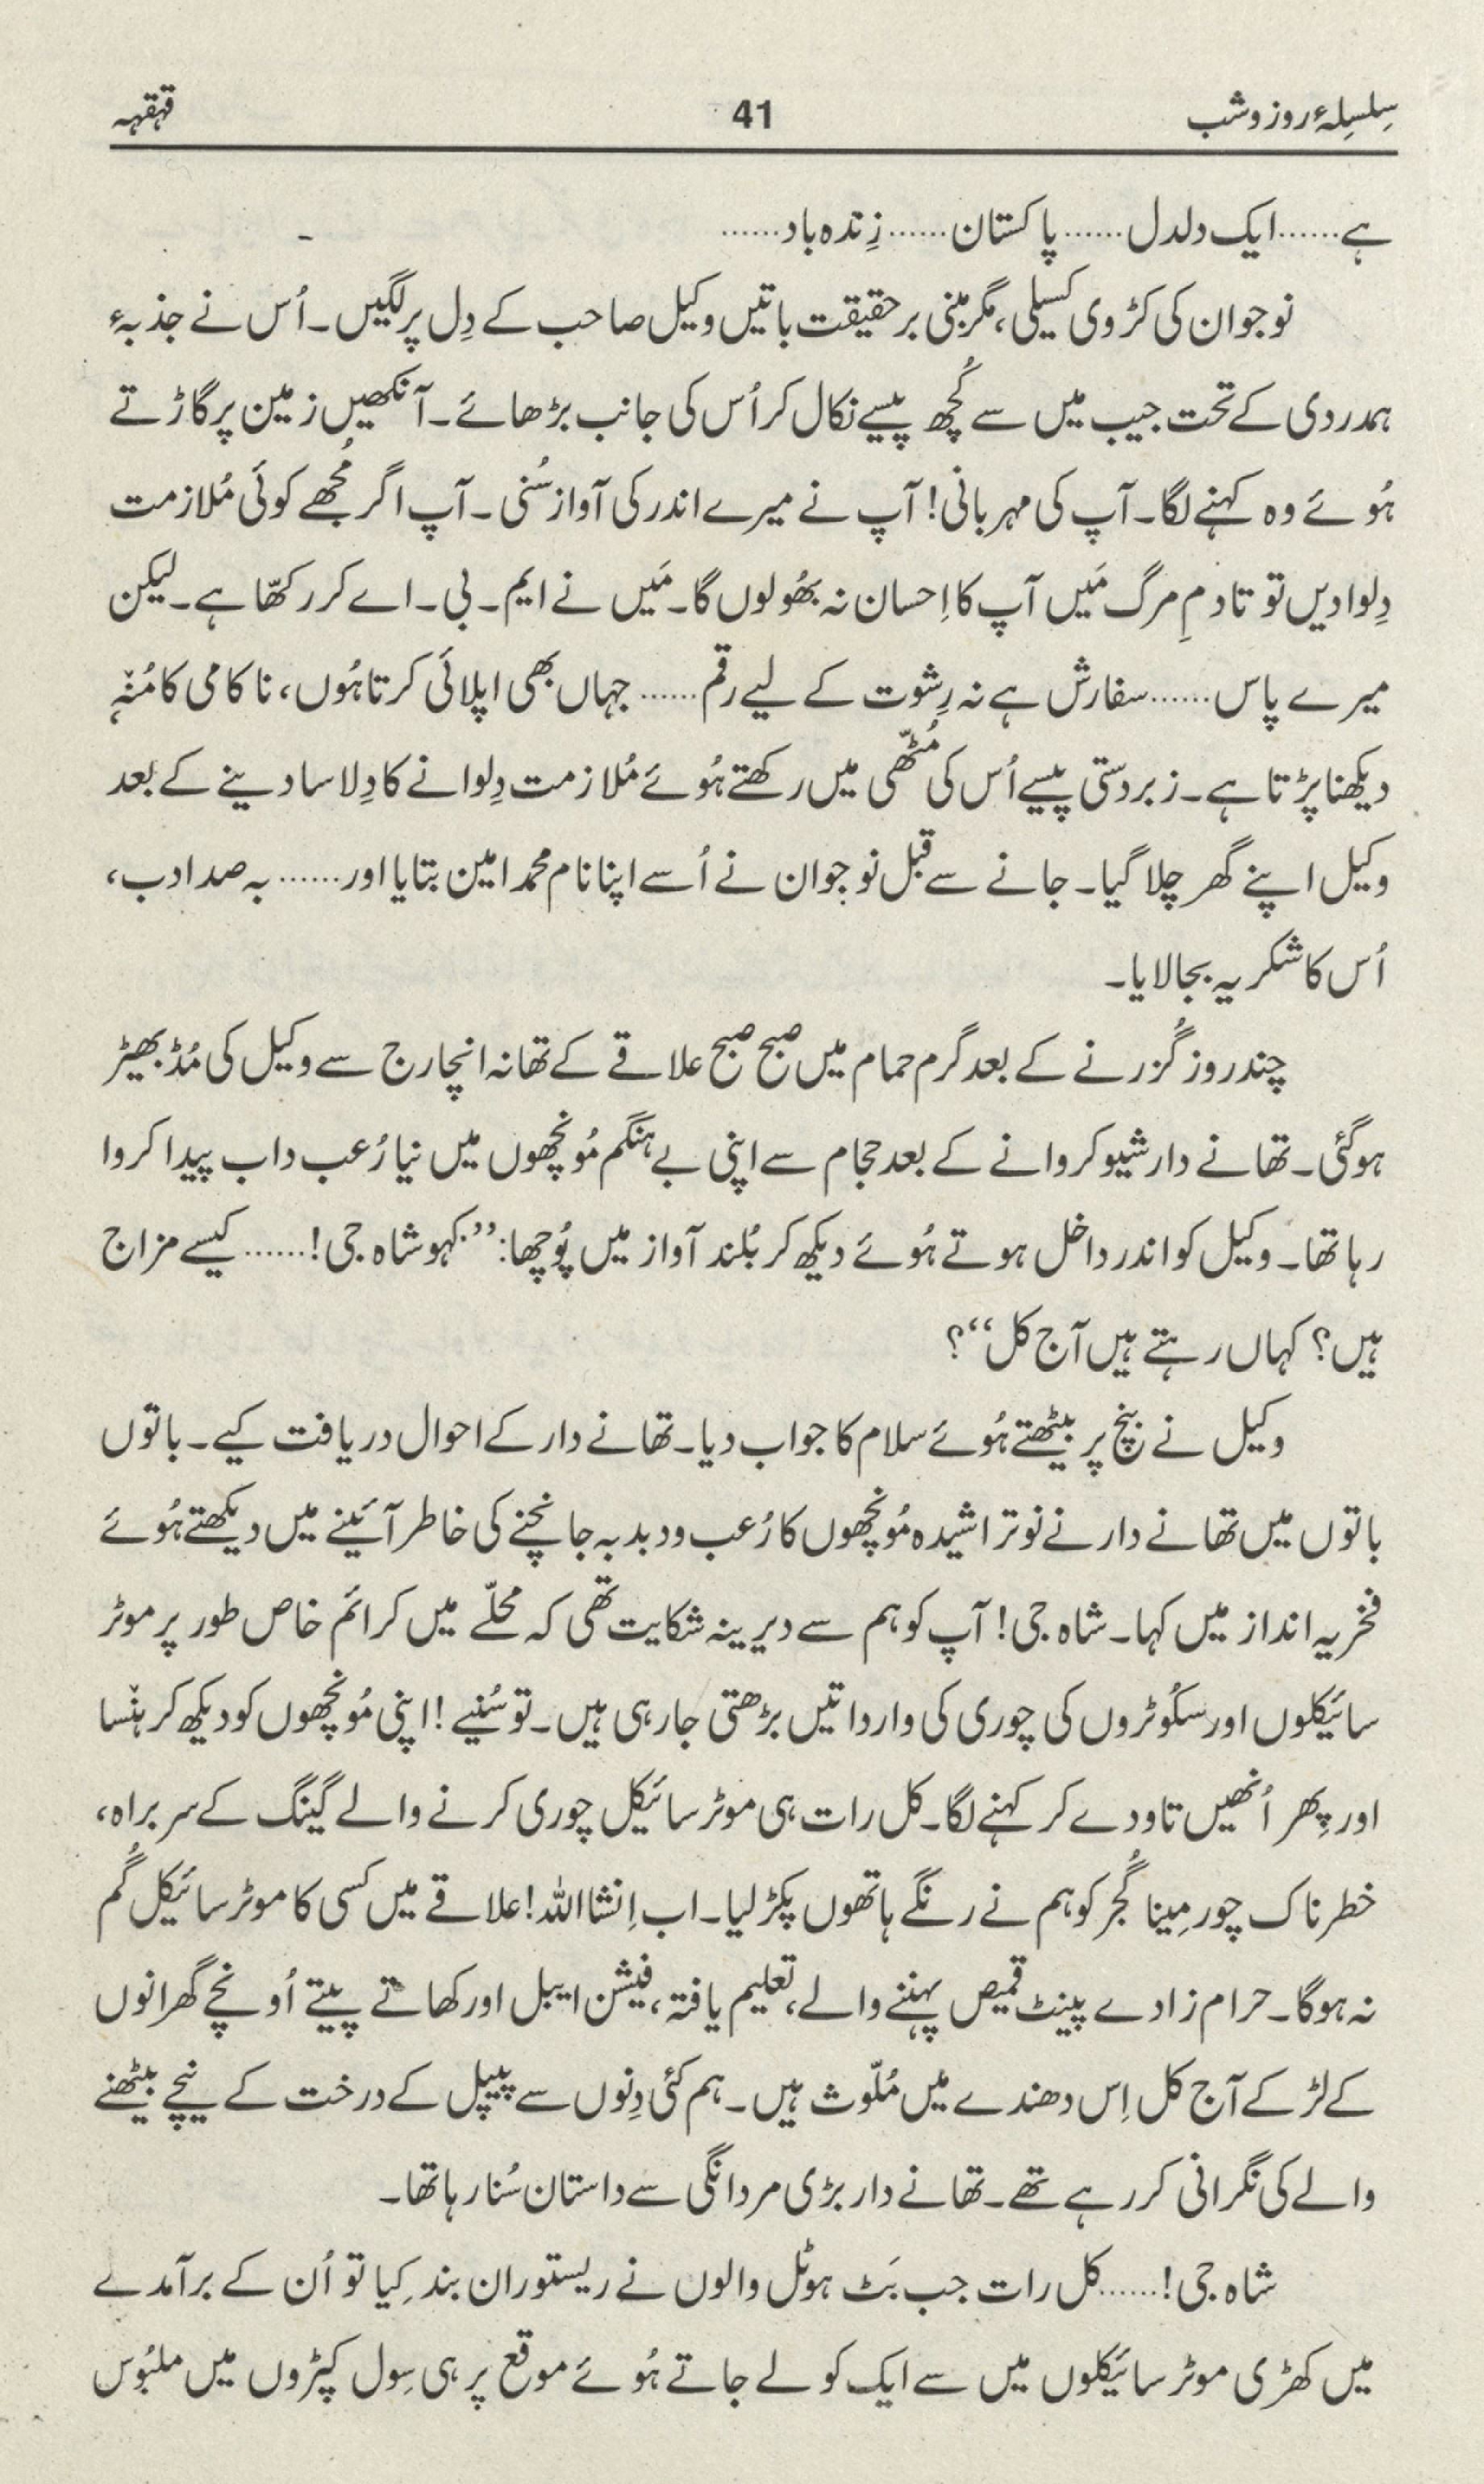 سِلسِلۂ روز و شب 41 قہقہہ
ہے......ایک دلدل......پاکستان......زِندہ باد......
نوجوان کی کڑوی کسیلی، مگر مبنی بر حقیقت باتیں وکیل صاحب کے دِل پر لگیں۔ اُس نے جذبۂ
ہمدردی کے تحت جیب میں سے کُچھ پیسے نکال کر اُس کی جانب بڑھائے۔ آنکھیں زمین پر گاڑتے
ہُوئے وہ کہنے لگا۔ آپ کی مہربانی! آپ نے میرے اندر کی آواز سُنی۔ آپ اگر مُجھے کوئی مُلازمت
دِلوا دیں تو تادمِ مرگ مَیں آپ کا اِحسان نہ بھُولوں گا۔ مَیں نے ایم۔ بی۔ اے کر رکھّا ہے۔ لیکن
میرے پاس......سفارش ہے نہ رِشوت کے لیے رقم......جہاں بھی اپلائی کرتا ہُوں، ناکامی کا مُنہ
دیکھنا پڑتا ہے۔ زبردستی پیسے اُس کی مُٹھّی میں رکھتے ہُوئے مُلازمت دِلوانے کا دِلاسا دینے کے بعد
وکیل اپنے گھر چلا گیا۔ جانے سے قبل نوجوان نے اُسے اپنا نام محمد امین بتایا اور......بہ صد ادب،
اُس کا شکریہ بجا لایا۔
چند روز گُزرنے کے بعد گرم حمام میں صبح صبح علاقے کے تھانہ انچارج سے وکیل کی مُڈبھیڑ
ہوگئی۔ تھانے دار شیو کروانے کے بعد حجام سے اپنی بے ہنگم مُونچھوں میں نیا رُعب داب پیدا کروا
رہا تھا۔ وکیل کو اندر داخل ہوتے ہُوئے دیکھ کر بُلند آواز میں پُوچھا: ”کہو شاہ جی!......کیسے مزاج
ہیں؟ کہاں رہتے ہیں آج کل“؟
وکیل نے بنچ پر بیٹھتے ہُوئے سلام کا جواب دیا۔ تھانے دار کے احوال دریافت کیے۔ باتوں
باتوں میں تھانے دار نے نوتراشیدہ مُونچھوں کا رُعب و دبدبہ جانچنے کی خاطر آئینے میں دیکھتے ہُوئے
فخریہ انداز میں کہا۔ شاہ جی! آپ کو ہم سے دیرینہ شکایت تھی کہ محلّے میں کرائم خاص طور پر موٹر
سائیکلوں اور سکُوٹروں کی چوری کی وارداتیں بڑھتی جا رہی ہیں۔ تو سُنیے! اپنی مُونچھوں کو دیکھ کر ہنسا
اور پِھر اُنھیں تاو دے کر کہنے لگا۔ کل رات ہی موٹر سائیکل چوری کرنے والے گینگ کے سربراہ،
خطرناک چور مِینا گُجر کو ہم نے رنگے ہاتھوں پکڑ لیا۔ اب اِنشااللہ! علاقے میں کسی کا موٹر سائیکل گُم
نہ ہوگا۔ حرام زادے پینٹ قمیص پہننے والے، تعلیم یافتہ، فیشن ایبل اور کھاتے پیتے اُونچے گھرانوں
کے لڑکے آج کل اِس دھندے میں مُلّوث ہیں۔ ہم کئی دِنوں سے پیپل کے درخت کے نیچے بیٹھنے
والے کی نگرانی کر رہے تھے۔ تھانے دار بڑی مردانگی سے داستان سُنا رہا تھا۔
شاہ جی!......کل رات جب بَٹ ہوٹل والوں نے ریستوران بند کِیا تو اُن کے برآمدے
میں کھڑی موٹر سائیکلوں میں سے ایک کو لے جاتے ہُوئے موقع پر ہی سِول کپڑوں میں ملبُوس